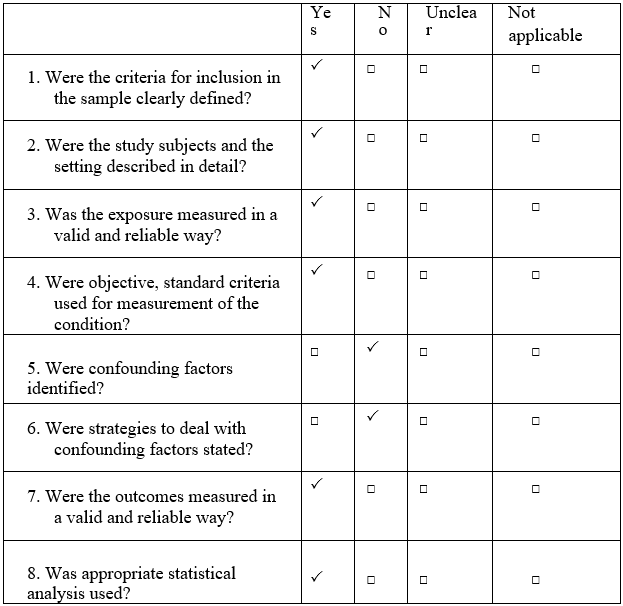 Ye N Unclea Not
s o r applicable
1. Were the criteria for inclusion in ✓ □ □ □
the sample clearly defined?
2. Were the study subjects and the ✓ □ □ □
setting described in detail?
3. Was the exposure measured in a ✓ □ □ □
valid and reliable way?
4. Were objective, standard criteria ✓ □ □ □
used for measurement of the
condition?
5. Were confounding factors □ ✓ □ □
identified?
6. Were strategies to deal with □ ✓ □ □
confounding factors stated?
7. Were the outcomes measured in ✓ □ □ □
a valid and reliable way?
8. Was appropriate statistical ✓ □ □ □
analysis used?